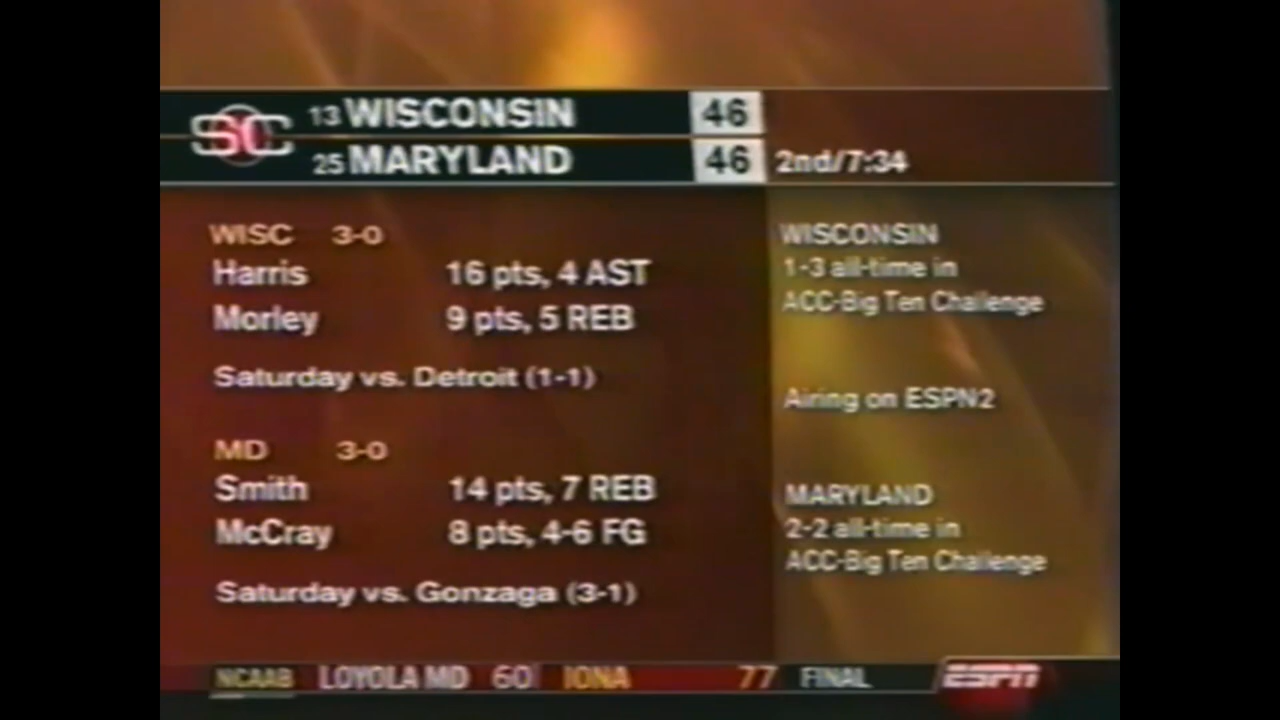 SC
13 WISCONSIN 46
25 MARYLAND 46 2nd/7:34
WISC 3-0
Harris 16 pts, 4 AST
Morley 9 pts, 5 REB
Saturday vs. Detroit (1-1)
MD 3-0
Smith 14 pts, 7 REB
McCray 8 pts, 4-6 FG
Saturday vs. Gonzaga (3-1)
WISCONSIN
1-3 all-time in
ACC-Big Ten Challenge
Airing on ESPN2
MARYLAND
2-2 all-time in
ACC-Big Ten Challenge
NCAAB LOYOLA MD 60 IONA 77 FINAL ESPN